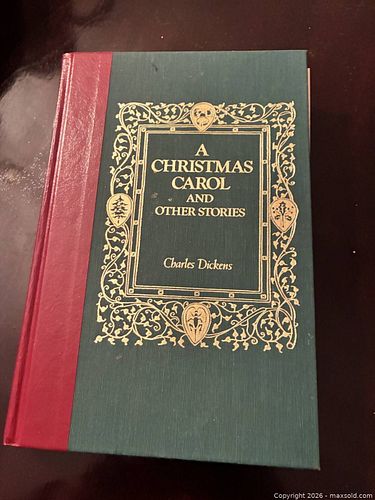 A
CHRISTMAS
CAROL
AND
OTHER STORIES
Charles Dickens
Copyright 2026 - maxsold.com